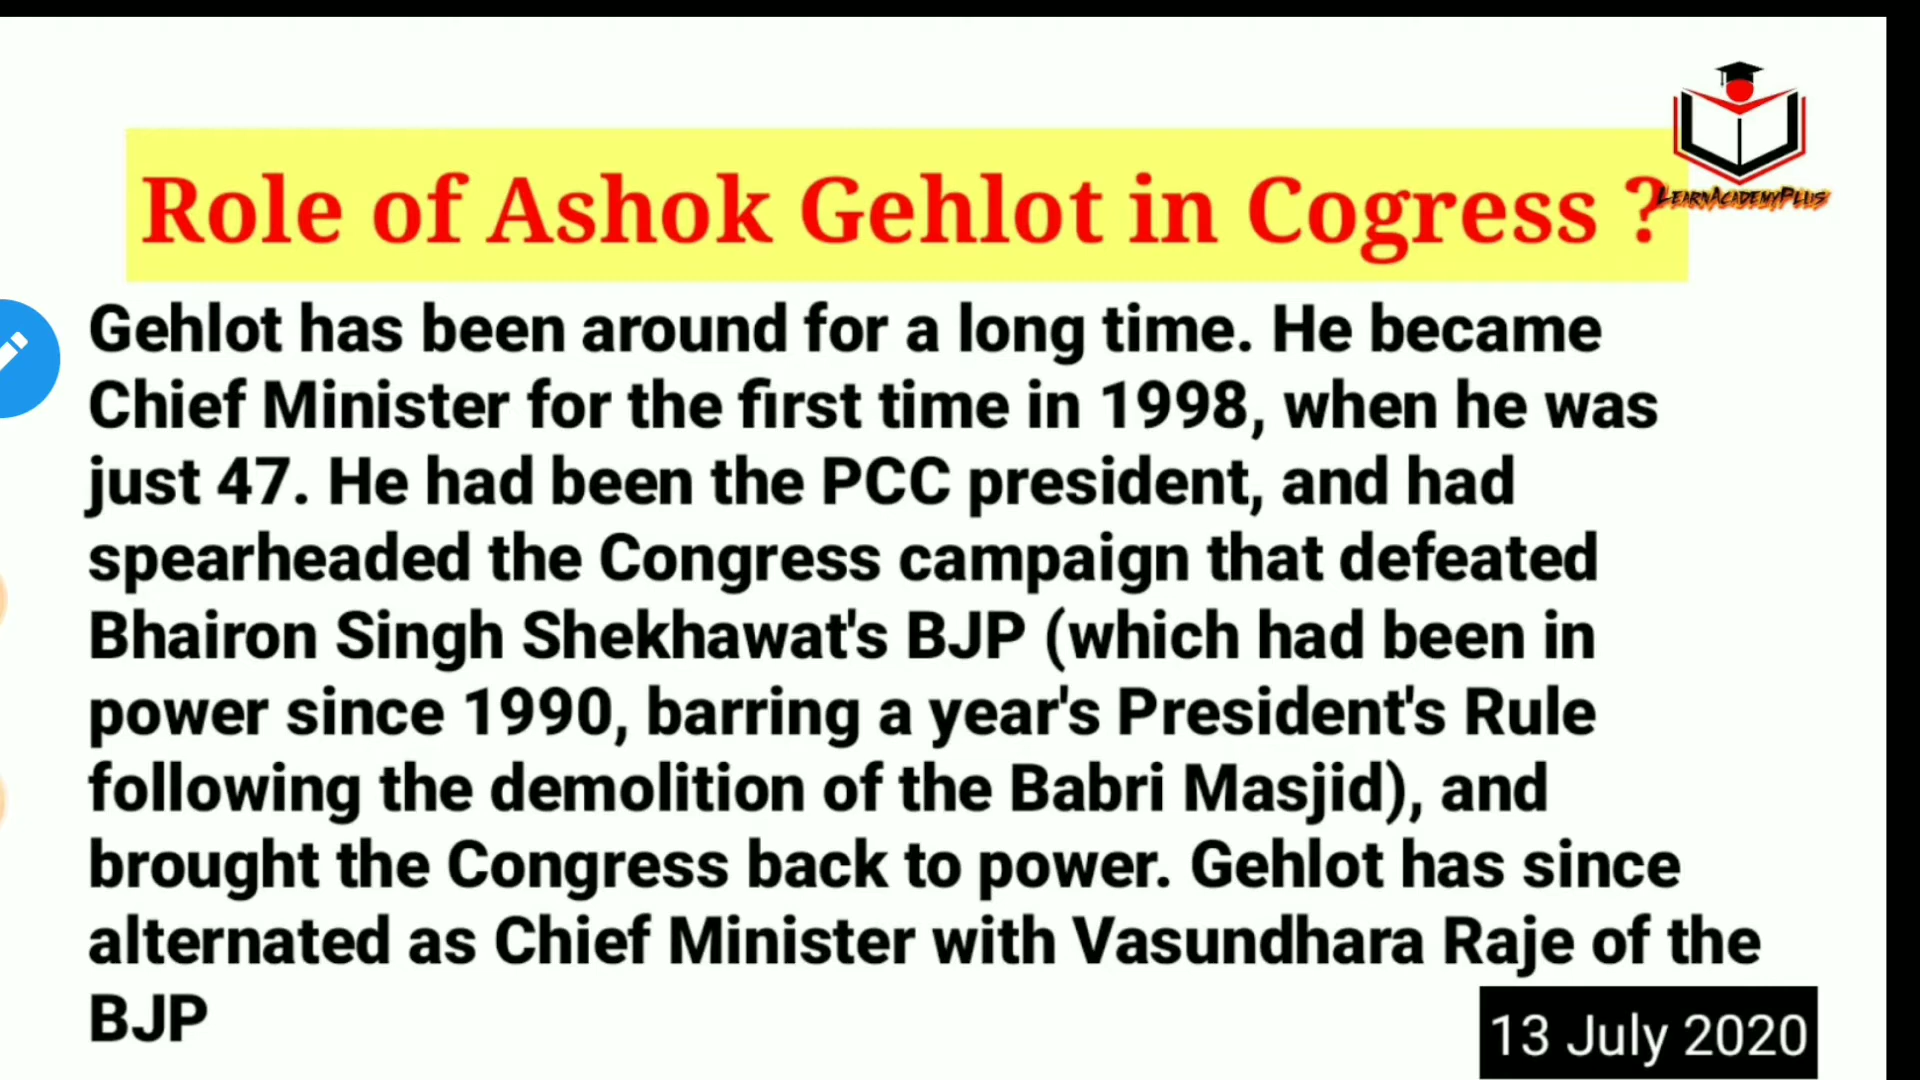 Role of Ashok Gehlot in Cogress ?
LEARNACADEMYPLUS
Gehlot has been around for a long time. He became
Chief Minister for the first time in 1998, when he was
just 47. He had been the PCC president, and had
spearheaded the Congress campaign that defeated
Bhairon Singh Shekhawat's BJP (which had been in
power since 1990, barring a year's President's Rule
following the demolition of the Babri Masjid), and
brought the Congress back to power. Gehlot has since
alternated as Chief Minister with Vasundhara Raje of the
BJP
13 July 2020